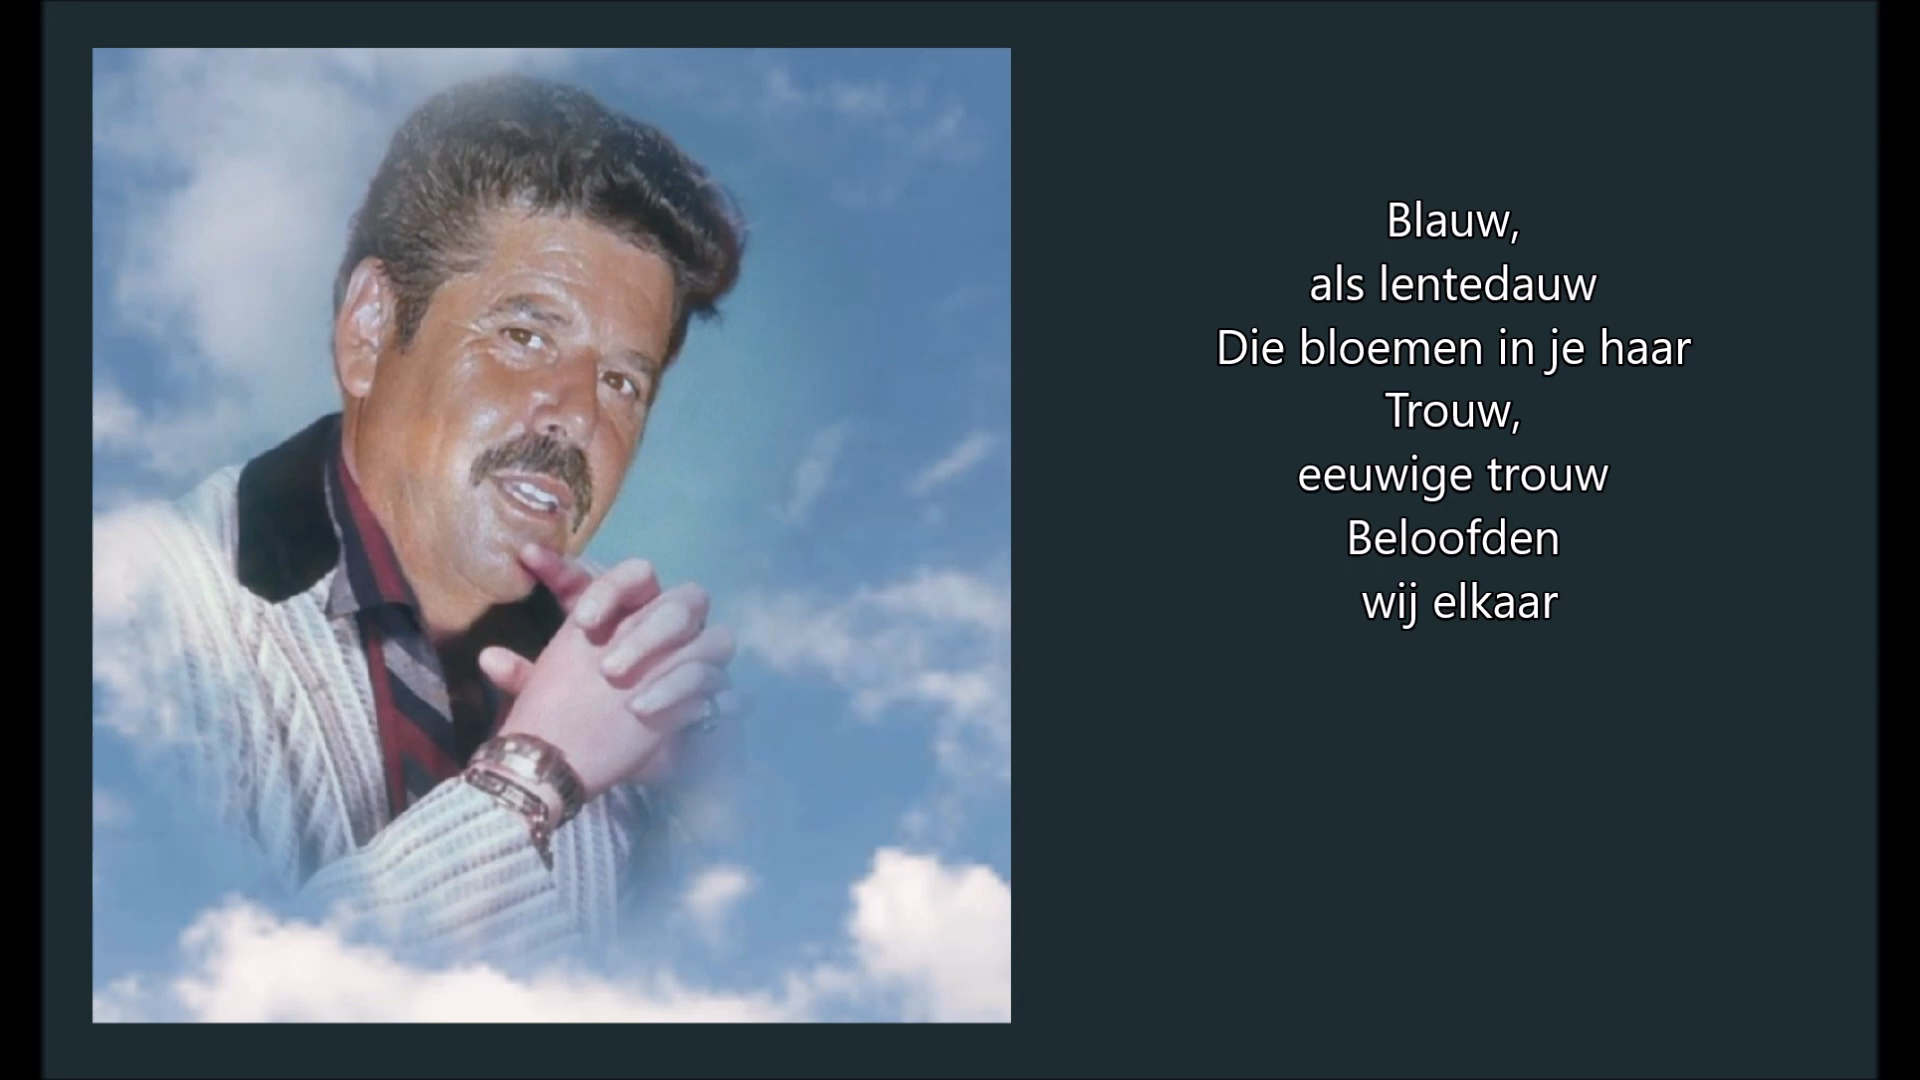 Blauw,
als lentedauw
Die bloemen in je haar
Trouw,
eeuwige trouw
Beloofden
wij elkaar